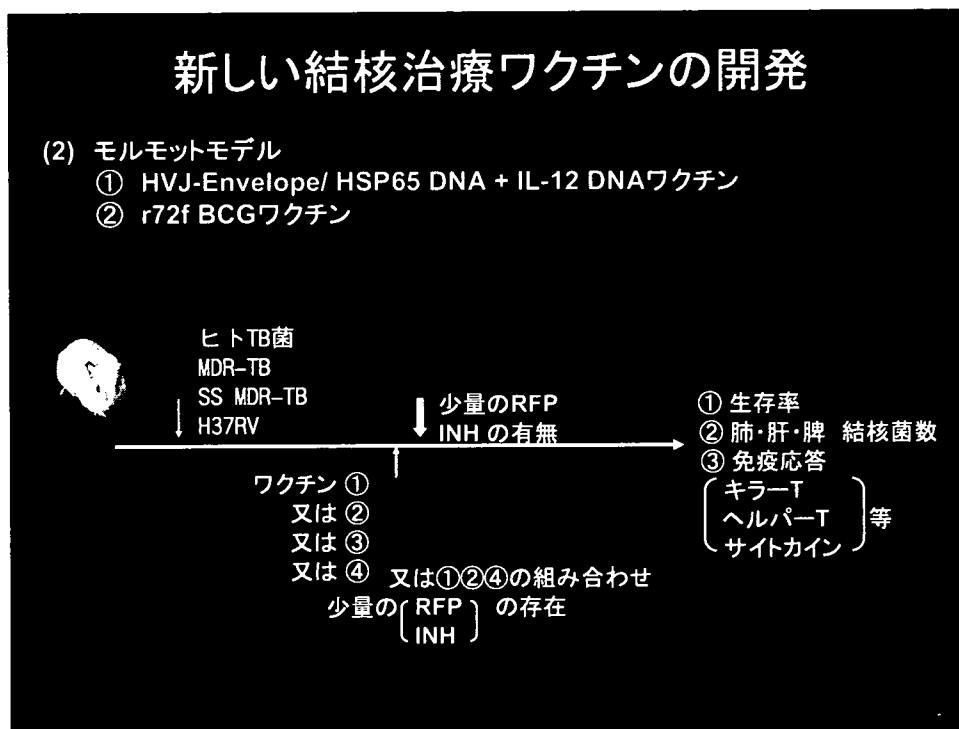 新しい結核治療ワクチンの開発
(2) モルモットモデル
① HVJ-Envelope/ HSP65 DNA + IL-12 DNAワクチン
② r72f BCGワクチン
ヒトTB菌
MDR-TB
SS MDR-TB
H37RV
少量のRFP
INH の有無
ワクチン ①
又は ②
又は ③
又は ④
又は①②④の組み合わせ
少量の( RFP
INH ) の存在
① 生存率
② 肺・肝・脾 結核菌数
③ 免疫応答
( キラーT
ヘルパーT
サイトカイン ) 等